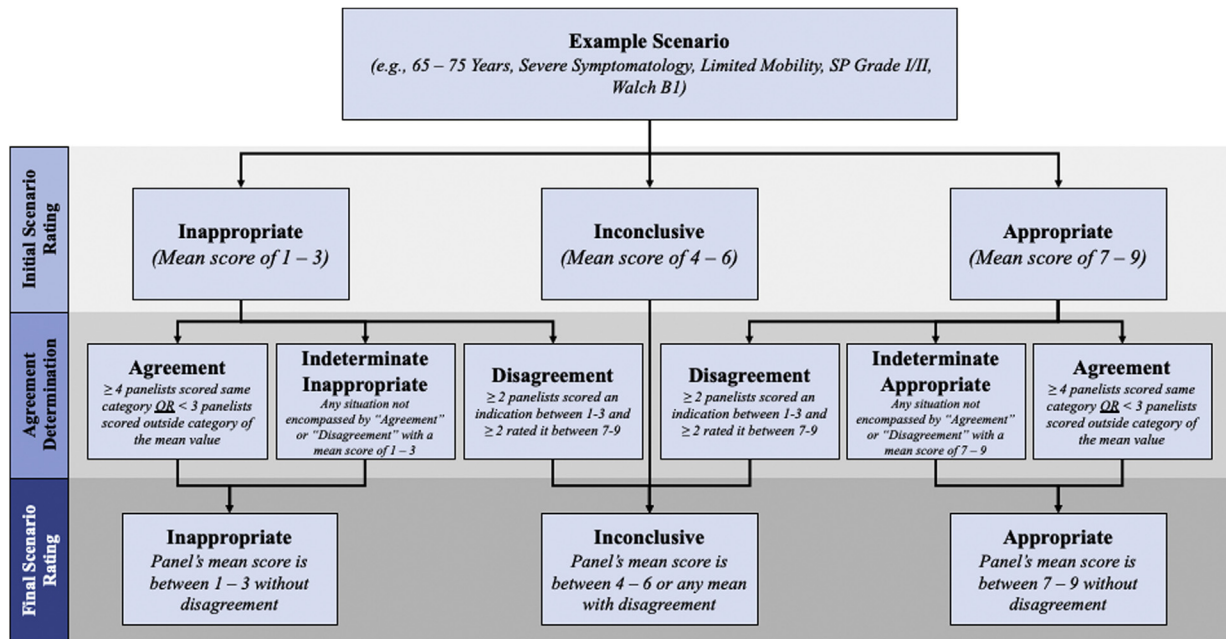 Example Scenario
(e.g., 65 – 75 Years, Severe Symptomatology, Limited Mobility, SP Grade I/II,
Walch B1)
Initial Scenario
Rating
Inappropriate
(Mean score of 1 – 3)
Inconclusive
(Mean score of 4 – 6)
Appropriate
(Mean score of 7 – 9)
Agreement
Determination
Agreement
≥ 4 panelists scored same
category OR < 3 panelists
scored outside category
of the mean value
Indeterminate
Inappropriate
Any situation not
encompassed by “Agreement”
or “Disagreement” with a
mean score of 1 – 3
Disagreement
≥ 2 panelists scored an
indication between 1-3 and
≥ 2 rated it between 7-9
Disagreement
≥ 2 panelists scored an
indication between 1-3 and
≥ 2 rated it between 7-9
Indeterminate
Appropriate
Any situation not
encompassed by “Agreement”
or “Disagreement” with a
mean score of 7 – 9
Agreement
≥ 4 panelists scored same
category OR < 3 panelists
scored outside category of
the mean value
Final Scenario
Rating
Inappropriate
Panel’s mean score is
between 1 – 3 without
disagreement
Inconclusive
Panel’s mean score is
between 4 – 6 or any mean
with disagreement
Appropriate
Panel’s mean score is
between 7 – 9 without
disagreement